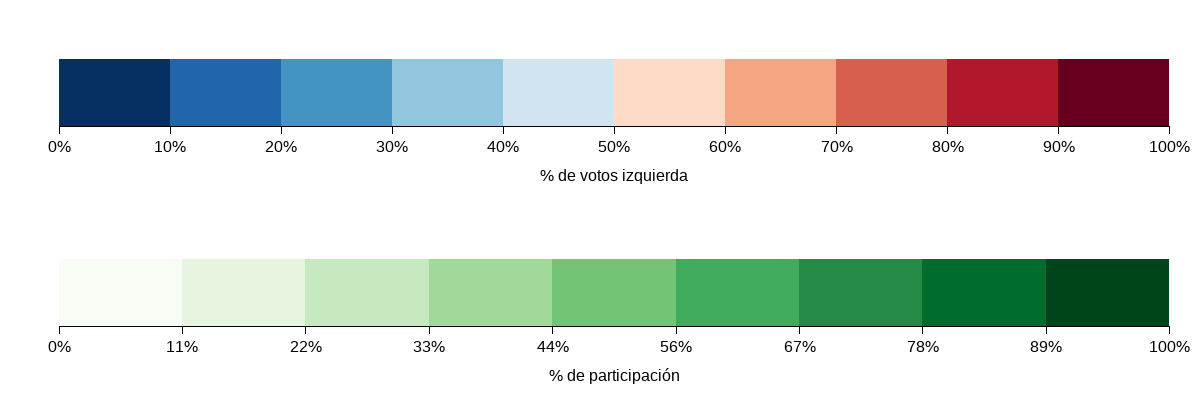 0% 10% 20% 30% 40% 50% 60% 70% 80% 90% 100%
% de votos izquierda
0% 11% 22% 33% 44% 56% 67% 78% 89% 100%
% de participación